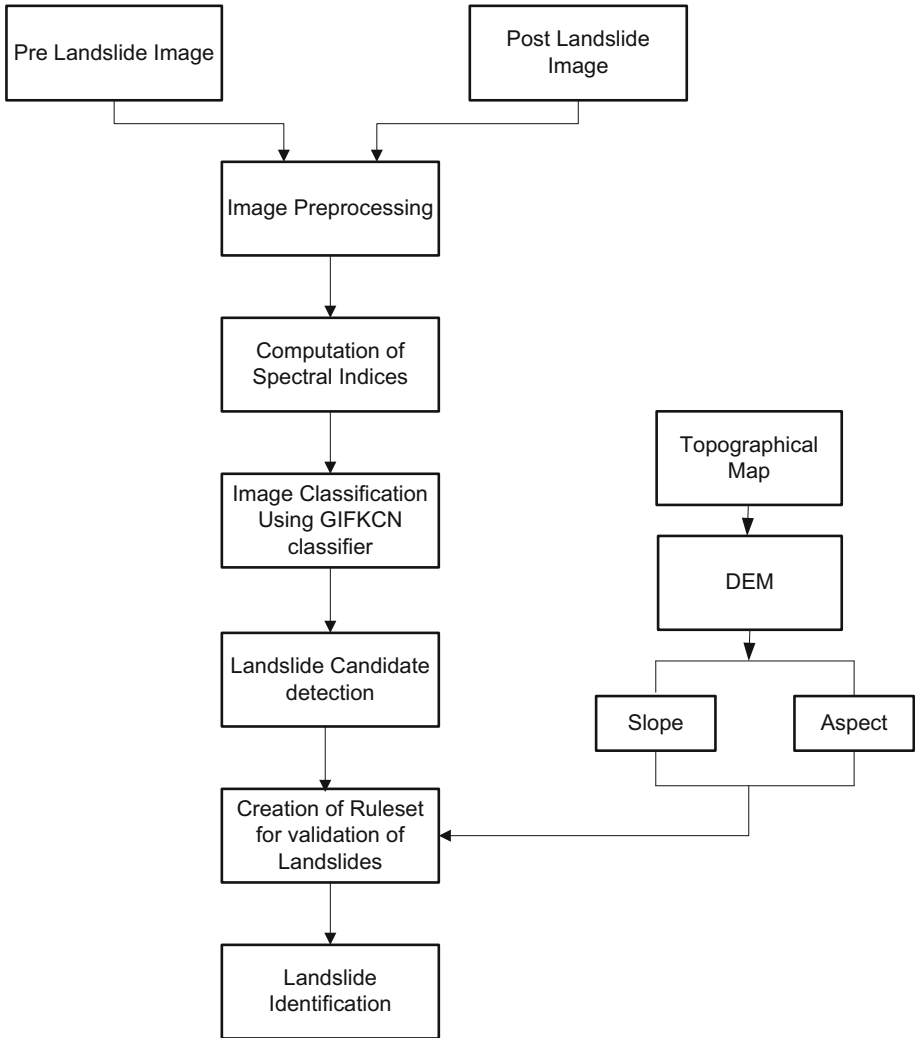 Pre Landslide Image
Post Landslide
Image
Image Preprocessing
Computation of
Spectral Indices
Image Classification
Using GIFKCN
classifier
Landslide Candidate
detection
Creation of Ruleset
for validation of
Landslides
Landslide
Identification
Topographical
Map
DEM
Slope
Aspect